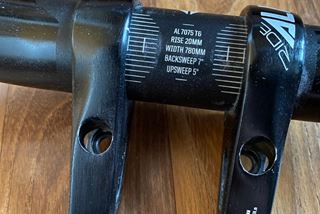 AL 7075 T6
RISE 20MM
WIDTH 780MM
BACKSWEEP 7°
UPSWEEP 5°